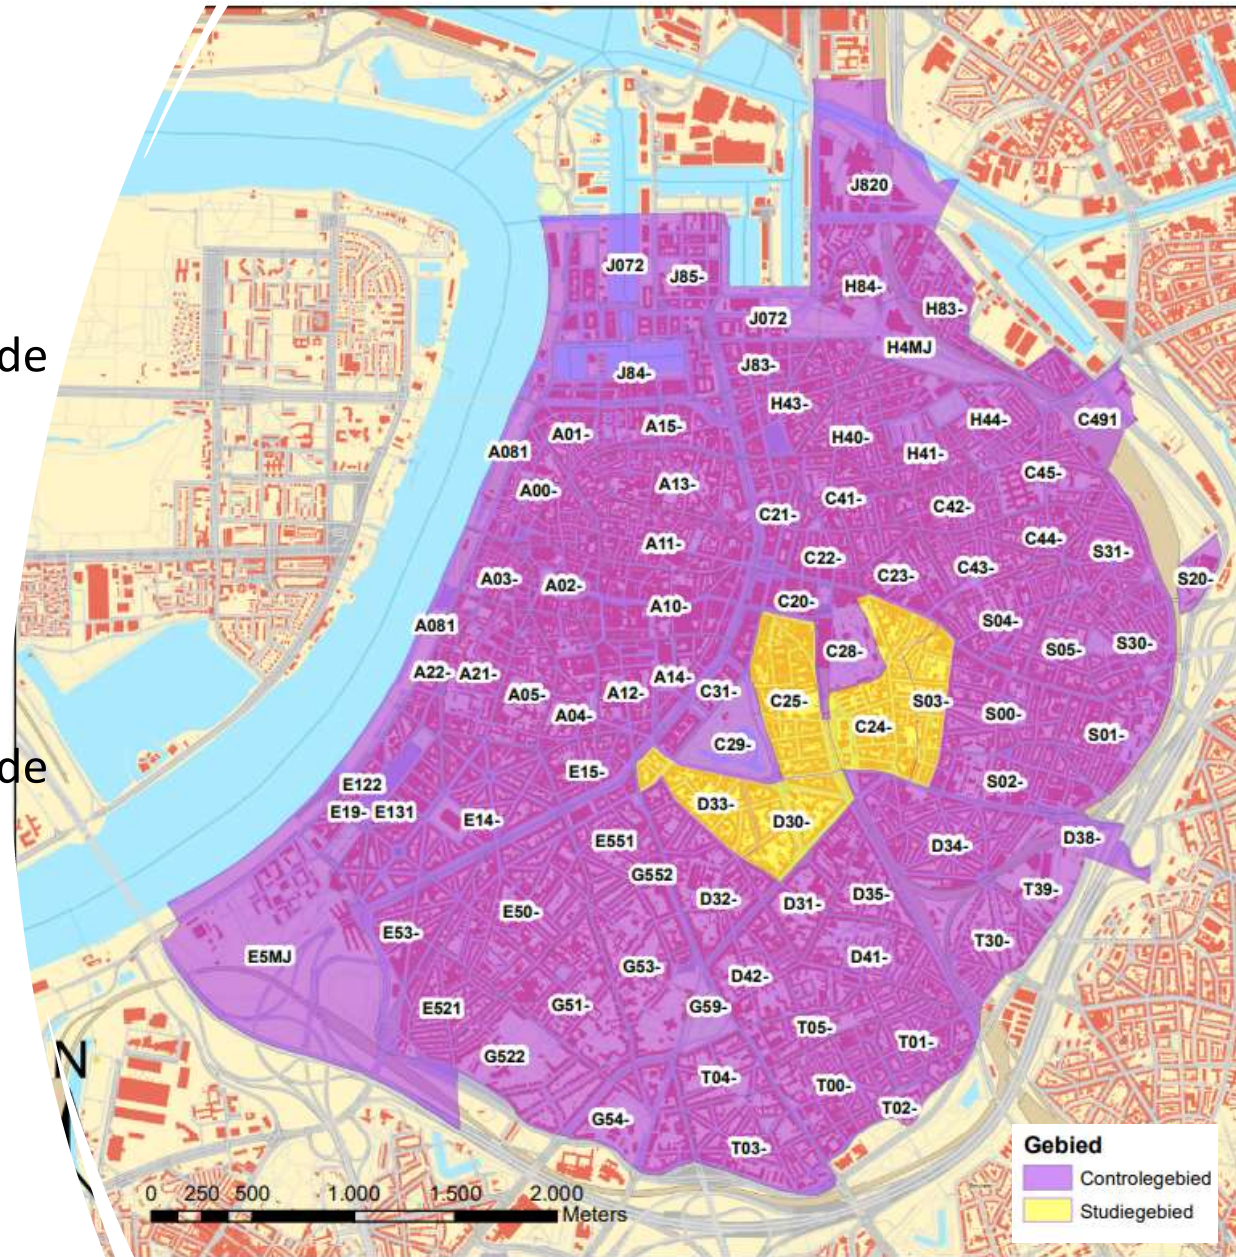 J820
J072
J85-
H84-
H83-
J072
H4MJ
de
J84-
J83-
H43-
H44-
C491
A01-
A15-
H40-
H41-
A081
C45-
A00-
A13-
C41-
C42-
C21-
A11-
C44-
S31-
C22-
C43-
C23-
S20-
A03-
A02-
A10-
C20-
S04-
A081
C28-
S05-
S30-
A22-
A21-
A14-
A05-
A12-
C31-
C25-
S03-
A04-
S00-
C24-
S01-
C29-
de
E15-
E122
S02-
D33-
E19-
E131
E14-
D30-
E551
D34-
D38-
G552
T39-
D32-
D31-
D35-
E50-
E53-
T30-
E5MJ
G53-
D42-
D41-
E521
G51-
G59-
T05-
T01-
N
G522
T04-
T00-
T02-
G54-
T03-
Gebied
Controlegebied
Studiegebied
0 250 500 1.000 1.500 2.000
Meters